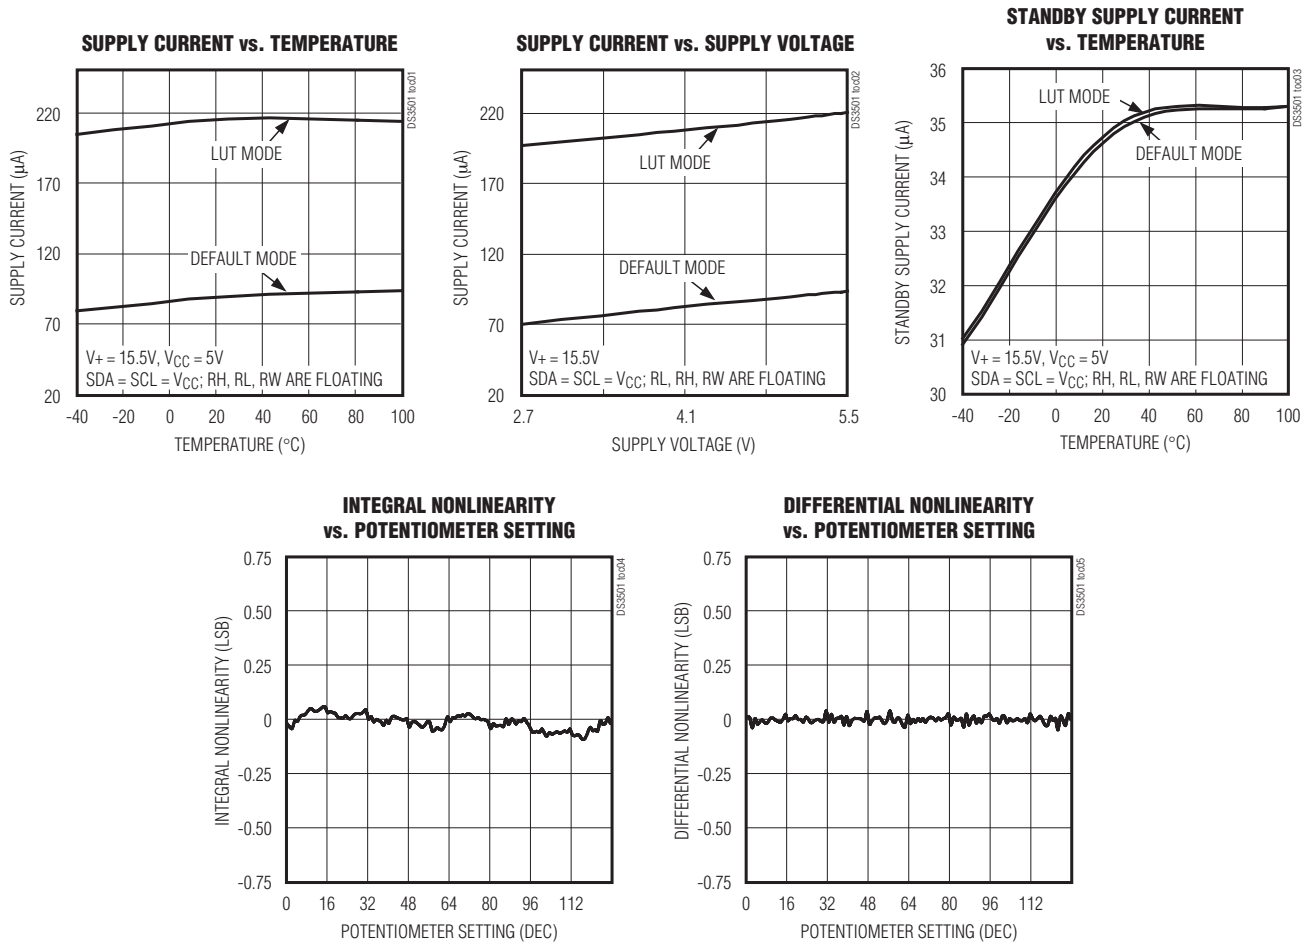 SUPPLY CURRENT vs. TEMPERATURE
DS3501 toc01
SUPPLY CURRENT (µA)
220
170
120
70
20
LUT MODE
DEFAULT MODE
V+ = 15.5V, VCC = 5V
SDA = SCL = VCC; RH, RL, RW ARE FLOATING
-40 -20 0 20 40 60 80 100
TEMPERATURE (°C)
SUPPLY CURRENT vs. SUPPLY VOLTAGE
DS3501 toc02
SUPPLY CURRENT (µA)
220
170
120
70
20
LUT MODE
DEFAULT MODE
V+ = 15.5V
SDA = SCL = VCC; RL, RH, RW ARE FLOATING
2.7 4.1 5.5
SUPPLY VOLTAGE (V)
STANDBY SUPPLY CURRENT
vs. TEMPERATURE
DS3501 toc03
STANDBY SUPPLY CURRENT (µA)
36
35
34
33
32
31
30
LUT MODE
DEFAULT MODE
V+ = 15.5V, VCC = 5V
SDA = SCL = VCC; RH, RL, RW ARE FLOATING
-40 -20 0 20 40 60 80 100
TEMPERATURE (°C)
INTEGRAL NONLINEARITY
vs. POTENTIOMETER SETTING
DS3501 toc04
INTEGRAL NONLINEARITY (LSB)
0.75
0.50
0.25
0
-0.25
-0.50
-0.75
0 16 32 48 64 80 96 112
POTENTIOMETER SETTING (DEC)
DIFFERENTIAL NONLINEARITY
vs. POTENTIOMETER SETTING
DS3501 toc05
DIFFERENTIAL NONLINEARITY (LSB)
0.75
0.50
0.25
0
-0.25
-0.50
-0.75
0 16 32 48 64 80 96 112
POTENTIOMETER SETTING (DEC)